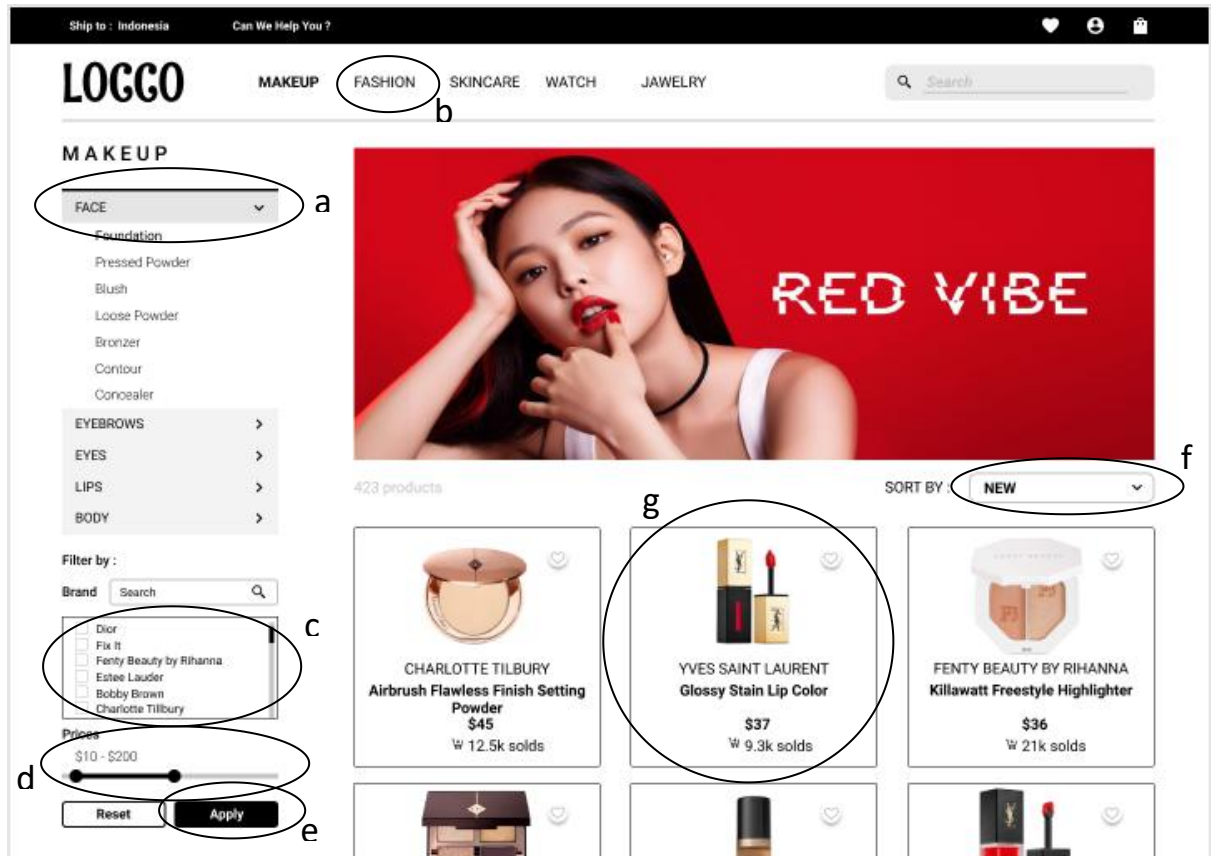 Ship to : Indonesia
Can We Help You ?
LOCCO
MAKEUP
FASHION
SKINCARE
WATCH
JAWELRY
Search
b
MAKEUP
FACE
a
Foundation
Pressed Powder
Blush
Loose Powder
Bronzer
Contour
Concealer
EYEBROWS
EYES
LIPS
BODY
Filter by :
Brand
Search
c
Dior
Fix It
Fenty Beauty by Rihanna
Estee Lauder
Bobby Brown
Charlotte Tillbury
Prices
$10 - $200
d
Reset
Apply
e
RED VIBE
423 products
SORT BY :
NEW
f
g
CHARLOTTE TILBURY
Airbrush Flawless Finish Setting
Powder
$45
12.5k solds
YVES SAINT LAURENT
Glossy Stain Lip Color
$37
9.3k solds
FENTY BEAUTY BY RIHANNA
Killawatt Freestyle Highlighter
$36
21k solds